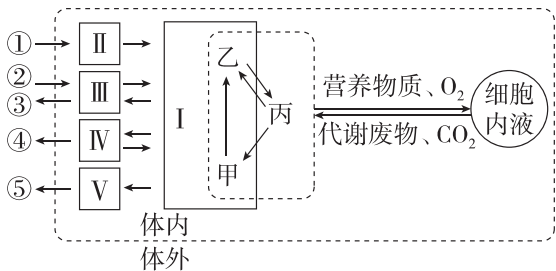 ① Ⅱ
② ③ Ⅲ
④ Ⅳ
⑤ Ⅴ
Ⅰ
乙
丙
甲
营养物质、O₂
代谢废物、CO₂
细胞
内液
体内
体外